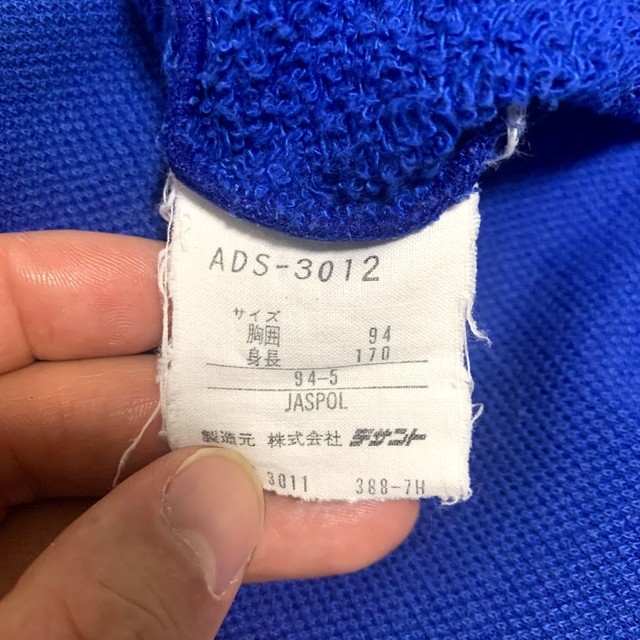 ADS-3012
サイズ
胸囲 94
身長 170
94-5
JASPOL
製造元 株式会社 デサント
3011 388-7H